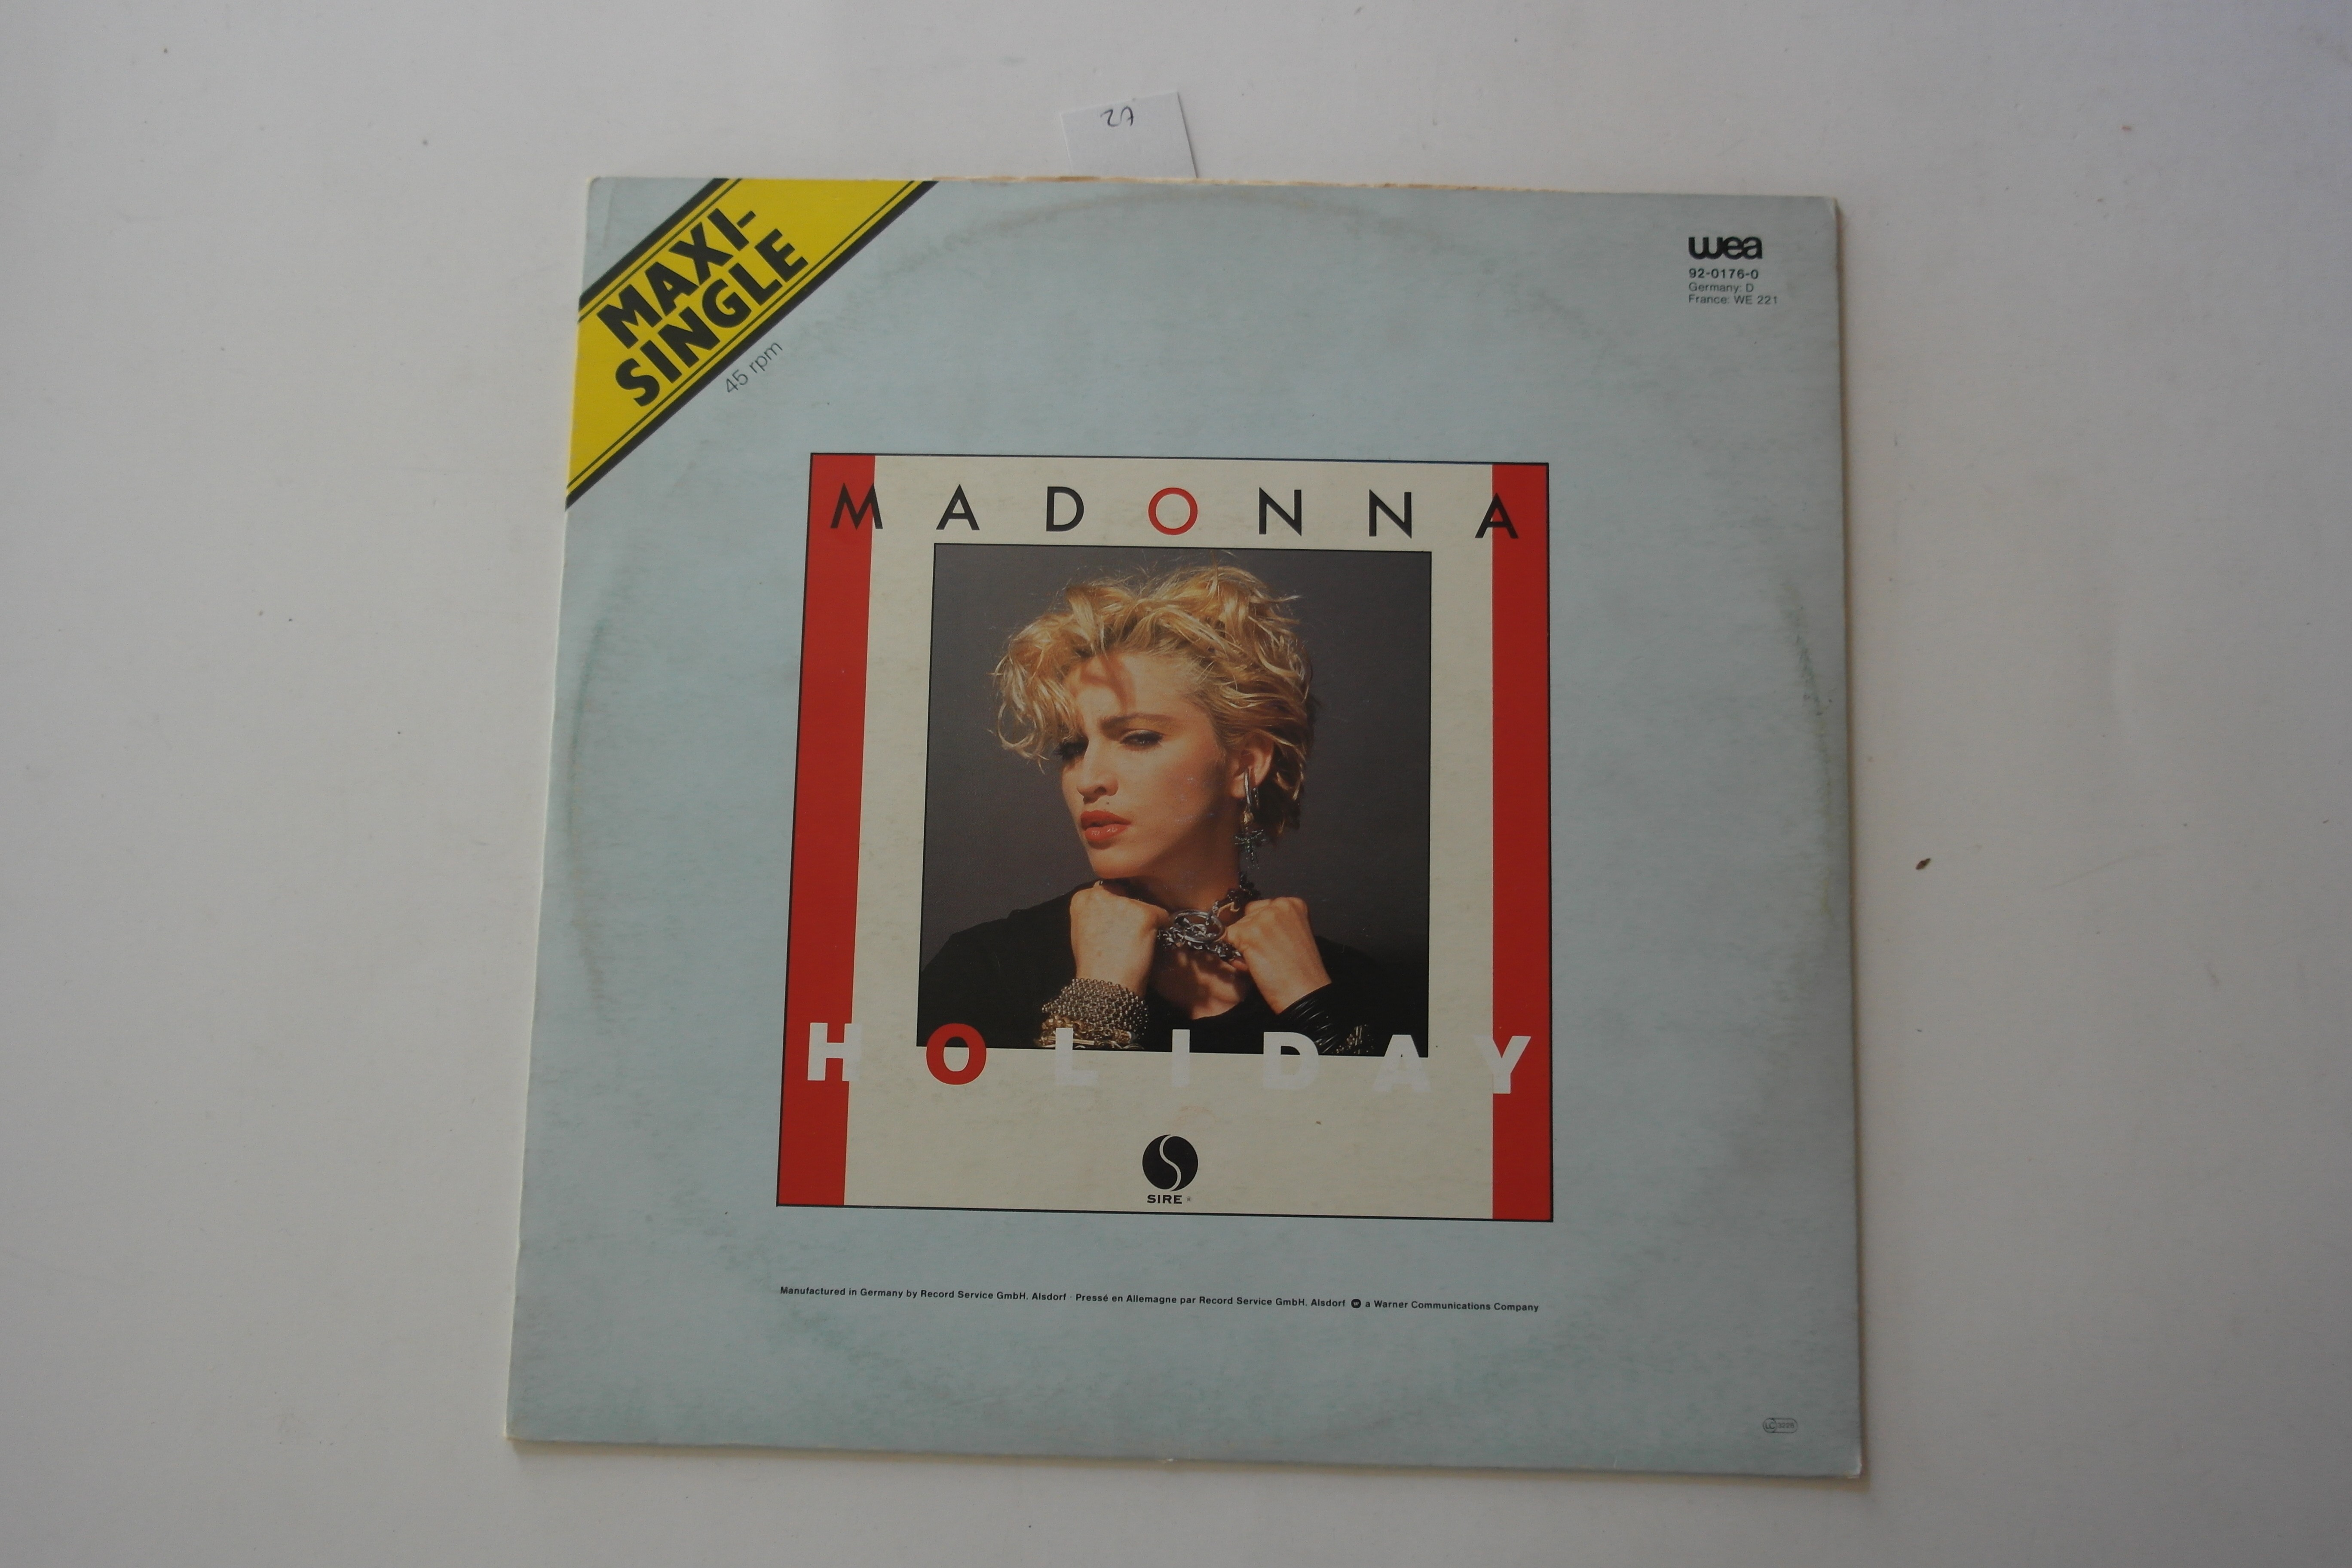 27
MAXI-
SINGLE
45 rpm
wea
92-0176-0
Germany: D
France: WE 221
MADONNA
HOLIDAY
SIRE
Manufactured in Germany by Record Service GmbH. Alsdorf · Pressé en Allemagne par Record Service GmbH. Alsdorf a Warner Communications Company